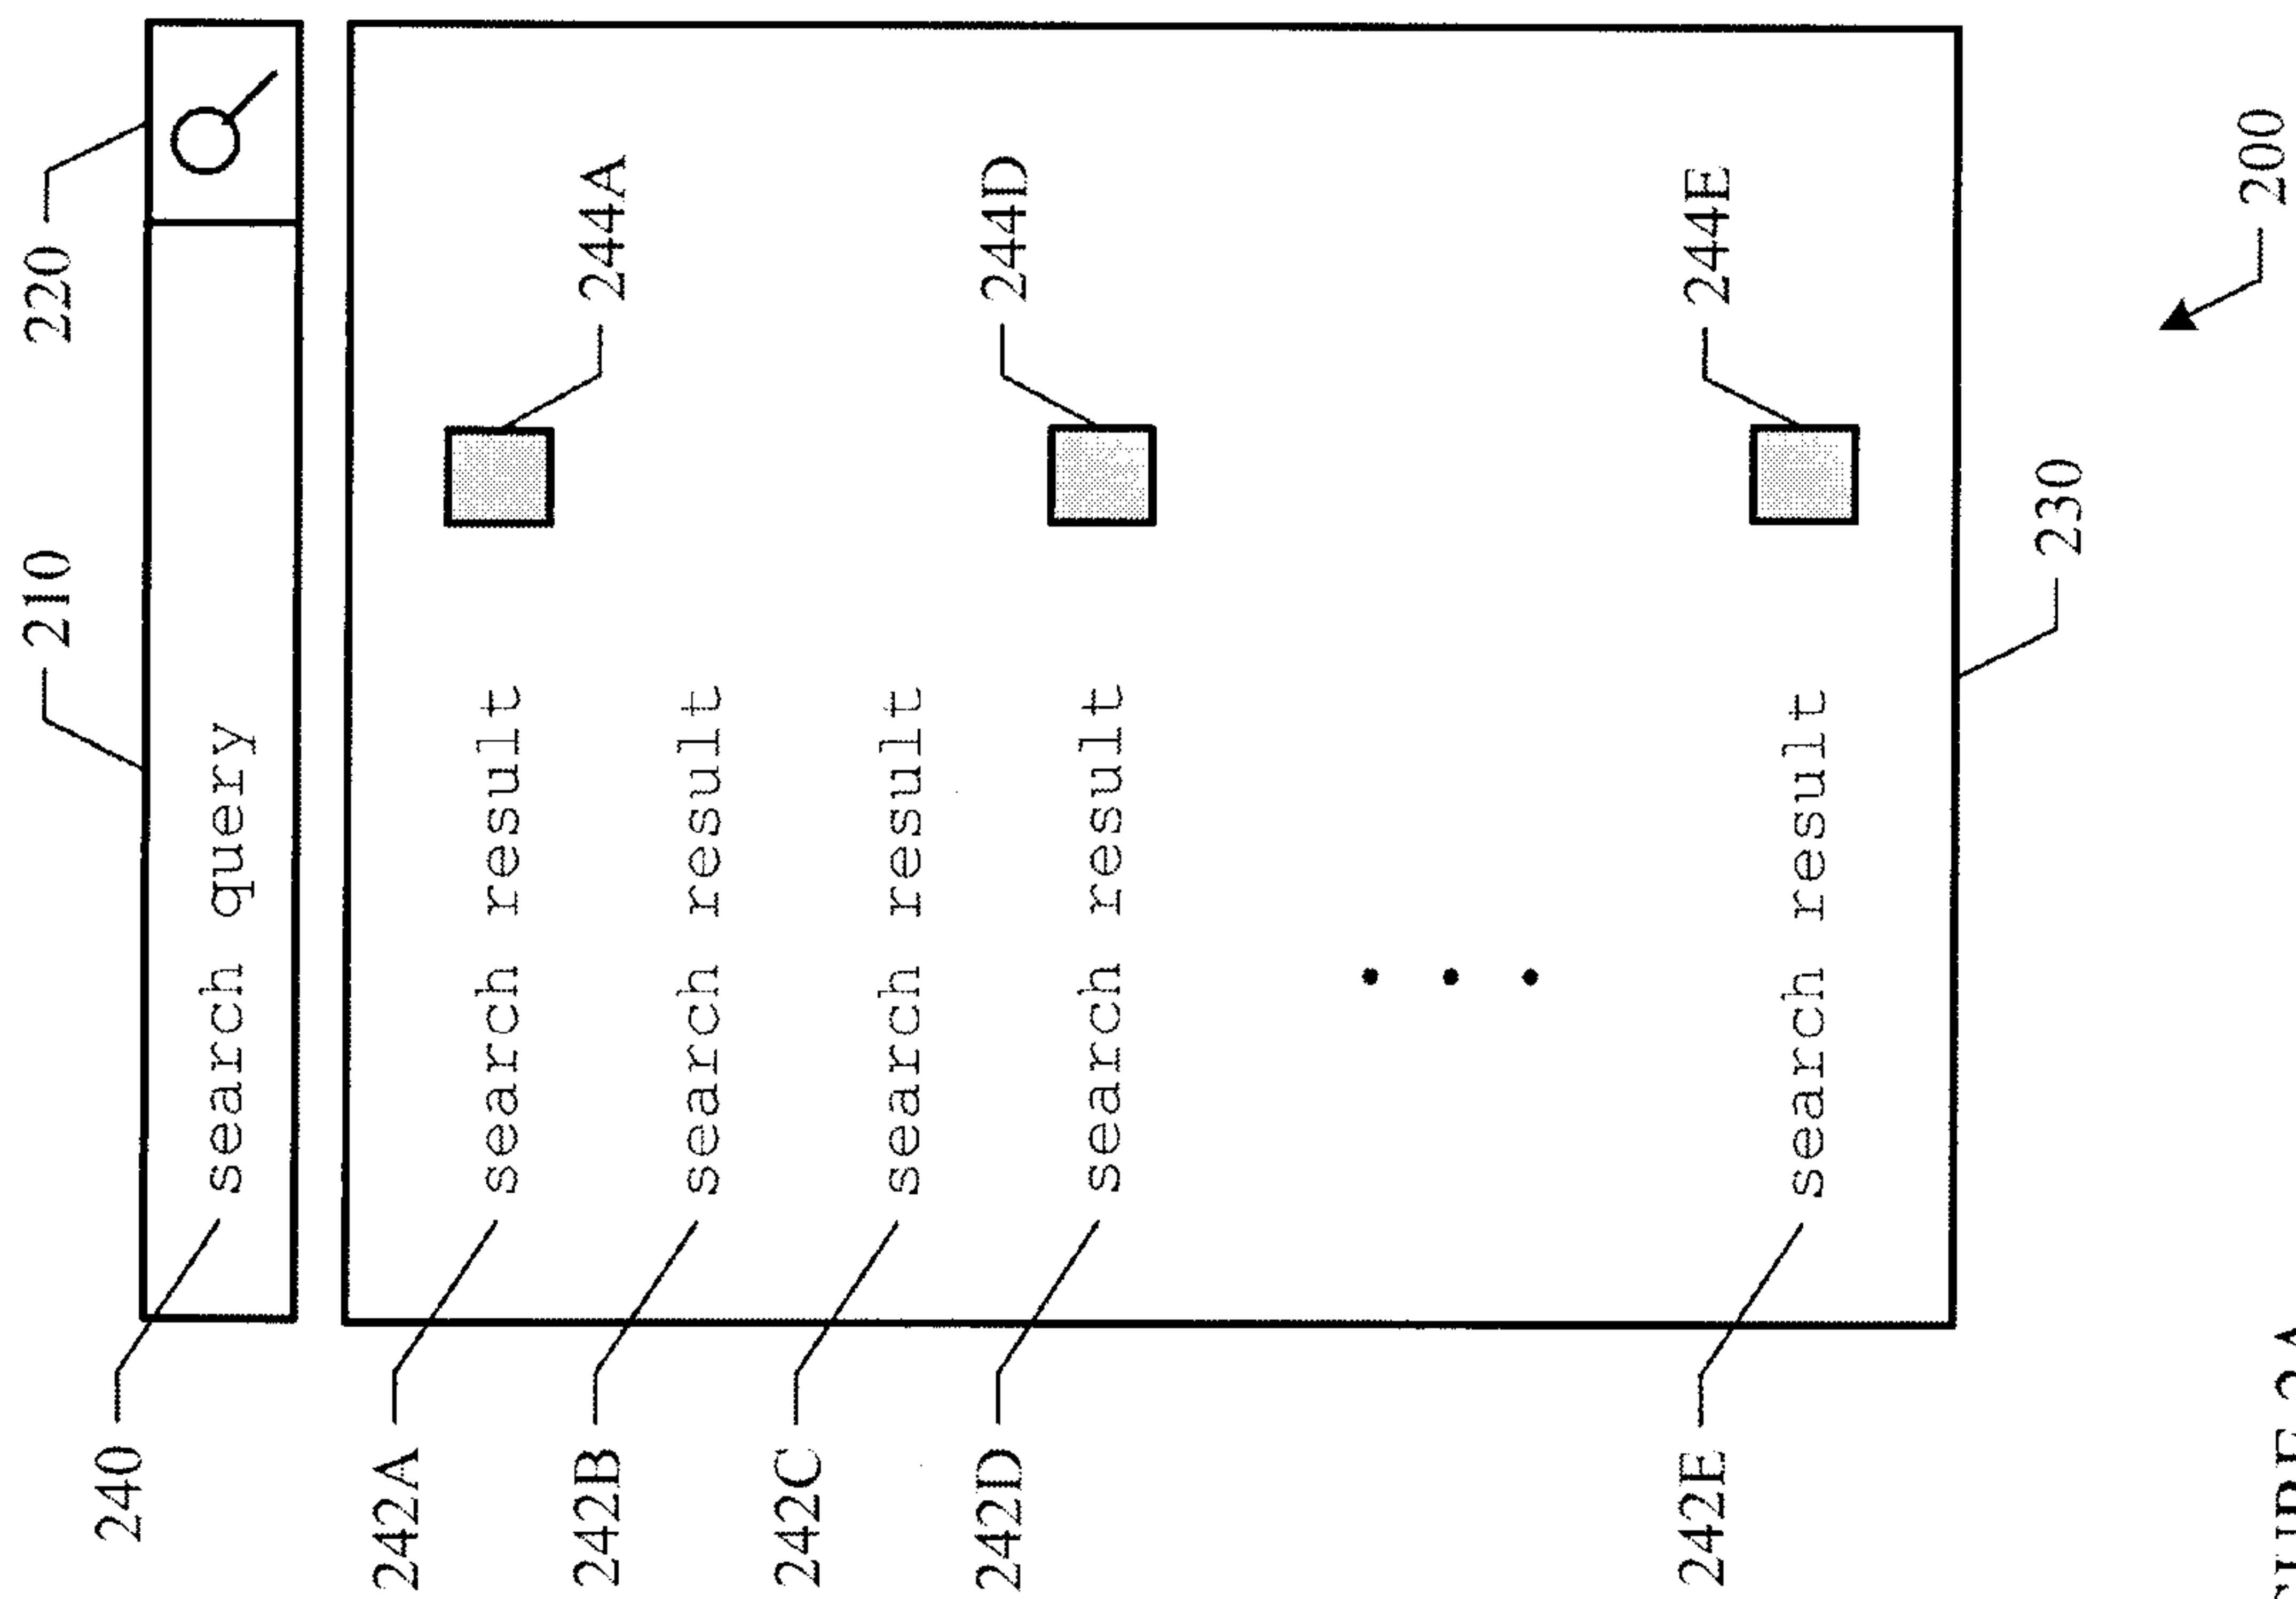 210
220
240
search query
242A
search result
244A
242B
search result
242C
search result
242D
search result
244D
242E
search result
244E
230
200
2A